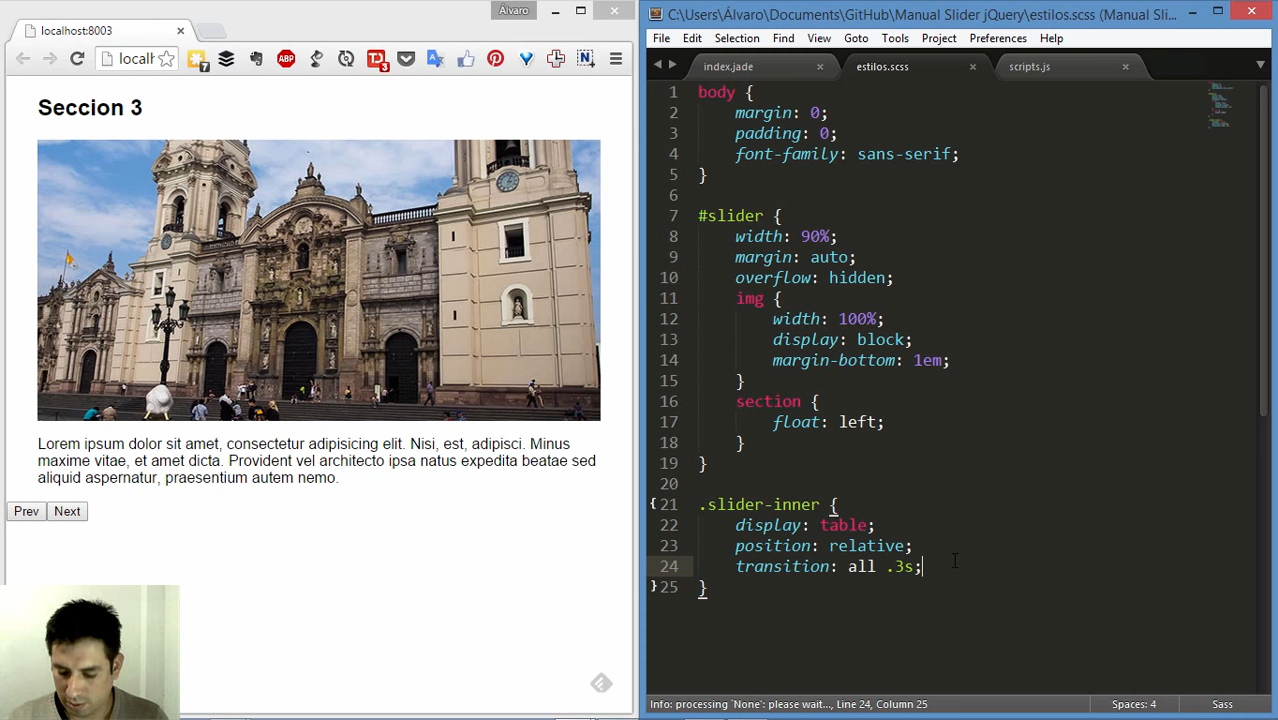 Álvaro
localhost:8003
localh
7
ABP
TD
3
N
Seccion 3
Lorem ipsum dolor sit amet, consectetur adipisicing elit. Nisi, est, adipisci. Minus
maxime vitae, et amet dicta. Provident vel architecto ipsa natus expedita beatae sed
aliquid aspernatur, praesentium autem nemo.
Prev Next
C:\Users\Álvaro\Documents\GitHub\Manual Slider jQuery\estilos.scss (Manual Sli...
File Edit Selection Find View Goto Tools Project Preferences Help
index.jade estilos.scss scripts.js
1 body {
2 margin: 0;
3 padding: 0;
4 font-family: sans-serif;
5 }
6
7 #slider {
8 width: 90%;
9 margin: auto;
10 overflow: hidden;
11 img {
12 width: 100%;
13 display: block;
14 margin-bottom: 1em;
15 }
16 section {
17 float: left;
18 }
19 }
20
21 .slider-inner {
22 display: table;
23 position: relative;
24 transition: all .3s;
25 }
Info: processing `None': please wait..., Line 24, Column 25 Spaces: 4 Sass